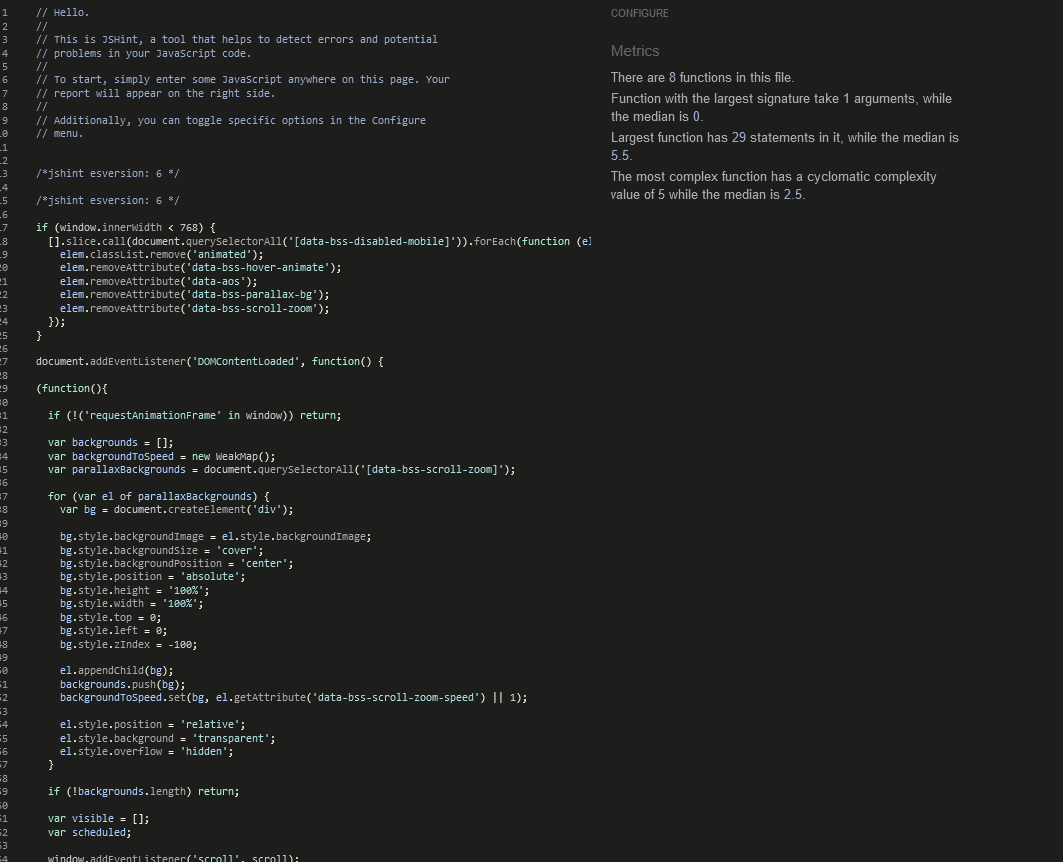 1 // Hello.
2 //
3 // This is JSHint, a tool that helps to detect errors and potential
4 // problems in your JavaScript code.
5 //
6 // To start, simply enter some JavaScript anywhere on this page. Your
7 // report will appear on the right side.
8 //
9 // Additionally, you can toggle specific options in the Configure
0 // menu.
1
2
3 /*jshint esversion: 6 */
4
5 /*jshint esversion: 6 */
6
7 if (window.innerWidth < 768) {
8 [].slice.call(document.querySelectorAll('[data-bss-disabled-mobile]')).forEach(function (el
9 elem.classList.remove('animated');
20 elem.removeAttribute('data-bss-hover-animate');
21 elem.removeAttribute('data-aos');
22 elem.removeAttribute('data-bss-parallax-bg');
23 elem.removeAttribute('data-bss-scroll-zoom');
24 });
25 }
26
27 document.addEventListener('DOMContentLoaded', function() {
28
29 (function(){
30
31 if (!('requestAnimationFrame' in window)) return;
32
33 var backgrounds = [];
34 var backgroundToSpeed = new WeakMap();
35 var parallaxBackgrounds = document.querySelectorAll('[data-bss-scroll-zoom]');
36
37 for (var el of parallaxBackgrounds) {
38 var bg = document.createElement('div');
39
40 bg.style.backgroundImage = el.style.backgroundImage;
41 bg.style.backgroundSize = 'cover';
42 bg.style.backgroundPosition = 'center';
43 bg.style.position = 'absolute';
44 bg.style.height = '100%';
45 bg.style.width = '100%';
46 bg.style.top = 0;
47 bg.style.left = 0;
48 bg.style.zIndex = -100;
49
50 el.appendChild(bg);
51 backgrounds.push(bg);
52 backgroundToSpeed.set(bg, el.getAttribute('data-bss-scroll-zoom-speed') || 1);
53
54 el.style.position = 'relative';
55 el.style.background = 'transparent';
56 el.style.overflow = 'hidden';
57 }
58
59 if (!backgrounds.length) return;
60
61 var visible = [];
62 var scheduled;
63
64 window.addEventListener('scroll', scroll);
CONFIGURE
Metrics
There are 8 functions in this file.
Function with the largest signature take 1 arguments, while
the median is 0.
Largest function has 29 statements in it, while the median is
5.5.
The most complex function has a cyclomatic complexity
value of 5 while the median is 2.5.